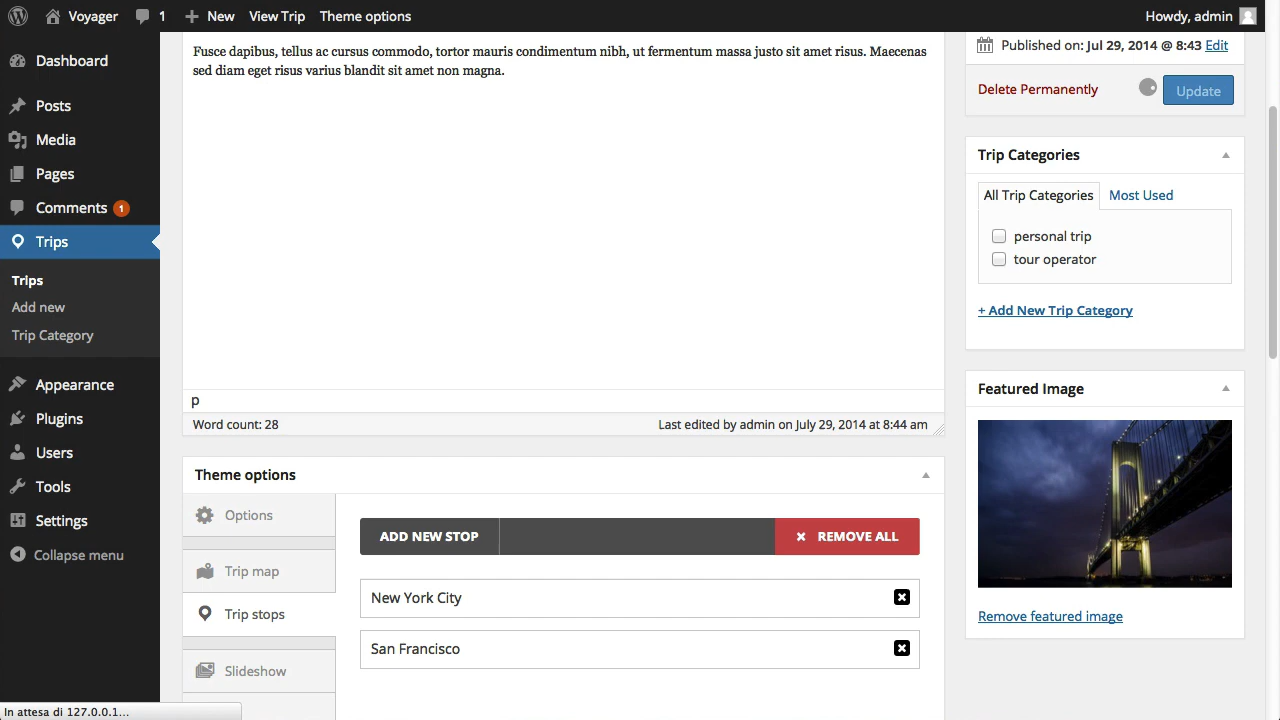 Voyager 1 New View Trip Theme options Howdy, admin
Dashboard
Posts
Media
Pages
Comments 1
Trips
Trips
Add new
Trip Category
Appearance
Plugins
Users
Tools
Settings
Collapse menu
In attesa di 127.0.0.1...
Fusce dapibus, tellus ac cursus commodo, tortor mauris condimentum nibh, ut fermentum massa justo sit amet risus. Maecenas
sed diam eget risus varius blandit sit amet non magna.
p
Word count: 28 Last edited by admin on July 29, 2014 at 8:44 am
Theme options
Options
Trip map
Trip stops
Slideshow
ADD NEW STOP REMOVE ALL
New York City
San Francisco
Published on: Jul 29, 2014 @ 8:43 Edit
Delete Permanently Update
Trip Categories
All Trip Categories Most Used
personal trip
tour operator
+ Add New Trip Category
Featured Image
Remove featured image